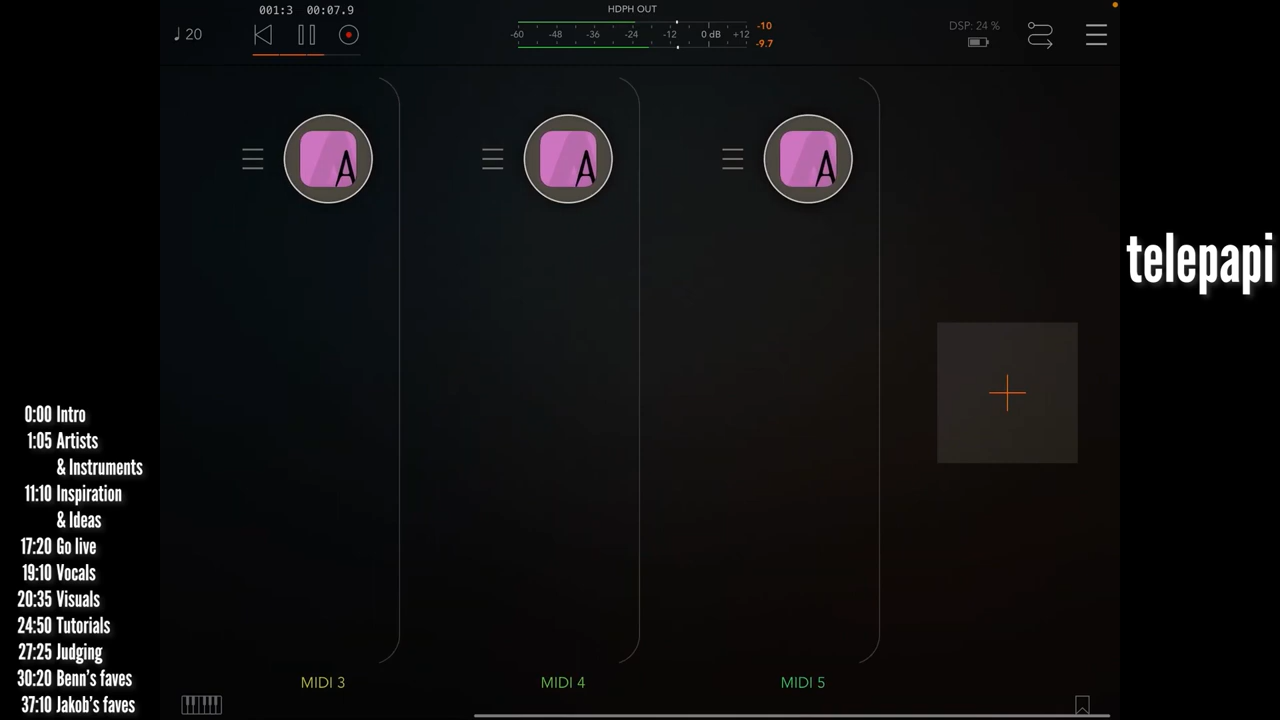 001:3 00:07.9
HDPH OUT
♩20
-60 -48 -36 -24 -12 0 dB +12
-10
-9.7
DSP: 24 %
A
A
A
telepapi
0:00 Intro
1:05 Artists
& Instruments
11:10 Inspiration
& Ideas
17:20 Go live
19:10 Vocals
20:35 Visuals
24:50 Tutorials
27:25 Judging
30:20 Benn's faves
37:10 Jakob's faves
MIDI 3
MIDI 4
MIDI 5